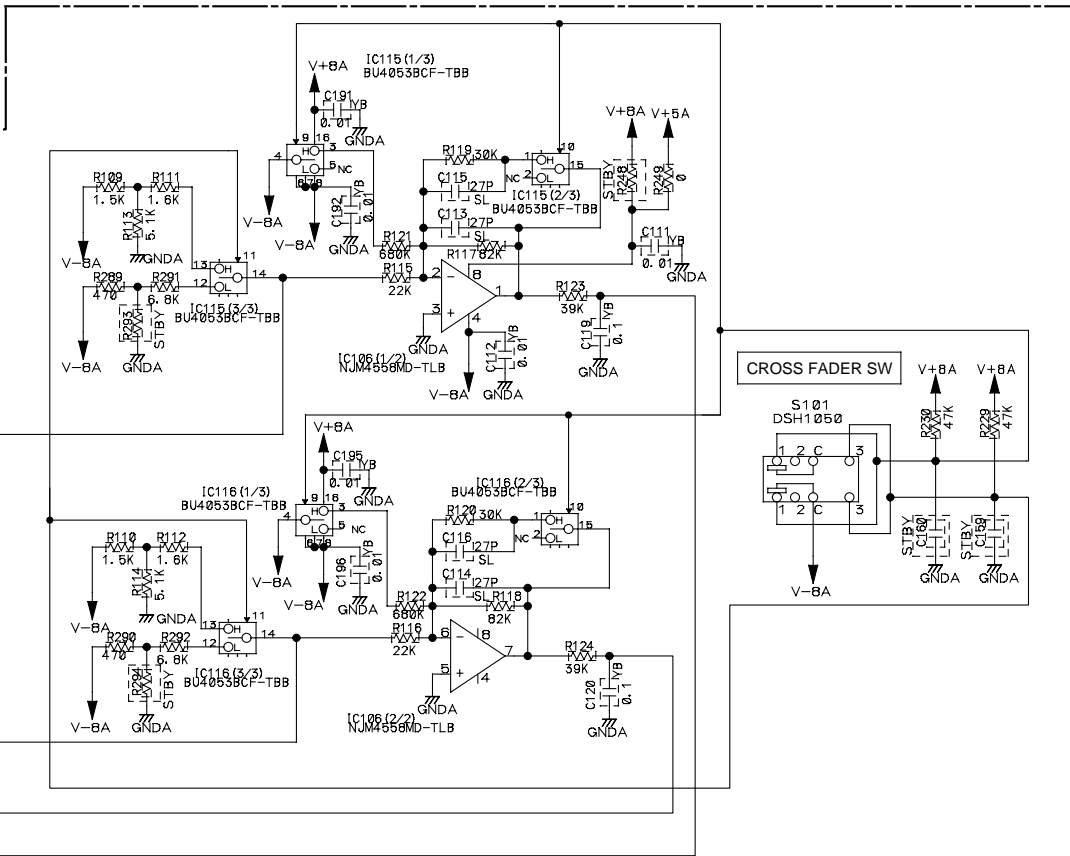 IC115(1/3)
BU4053BCF-TBB
V+8A
C191
YB
0.01
GNDA
9
16
3
H
4
L
5
NC
6
7
8
V-8A
V-8A
C192
YB
0.01
GNDA
R119
30K
C115
27P
SL
C113
27P
SL
1
H
10
15
NC
2
L
IC115(2/3)
BU4053BCF-TBB
V+8A
V+5A
STBY
R248
R249
0
C111
YB
0.01
GNDA
R109
1.5K
R111
1.6K
R113
5.1K
GNDA
V-8A
R289
470
R291
6.8K
R293
STBY
V-8A
GNDA
13
H
11
14
12
L
IC115(3/3)
BU4053BCF-TBB
R121
680K
R115
22K
R117
82K
2
-
8
1
3
+
4
GNDA
IC106(1/2)
NJM4558MD-TLB
V-8A
C112
YB
0.01
GNDA
R123
39K
C119
YB
0.1
GNDA
CROSS FADER SW
S101
DSH1050
1 2 C 3
1 2 C 3
V-8A
V+8A
V+8A
R230
47K
R229
47K
STBY
C160
STBY
C159
GNDA
GNDA
V+8A
C195
YB
0.01
GNDA
IC116(1/3)
BU4053BCF-TBB
9
16
3
H
4
L
5
NC
6
7
8
V-8A
V-8A
C196
YB
0.01
GNDA
IC116(2/3)
BU4053BCF-TBB
R120
30K
C116
27P
SL
C114
27P
SL
1
H
10
15
NC
2
L
R110
1.5K
R112
1.6K
R114
5.1K
GNDA
V-8A
R290
470
R292
6.8K
R294
STBY
V-8A
GNDA
13
H
11
14
12
L
IC116(3/3)
BU4053BCF-TBB
R122
680K
R116
22K
R118
82K
6
-
8
7
5
+
4
GNDA
IC106(2/2)
NJM4558MD-TLB
R124
39K
C120
YB
0.1
GNDA